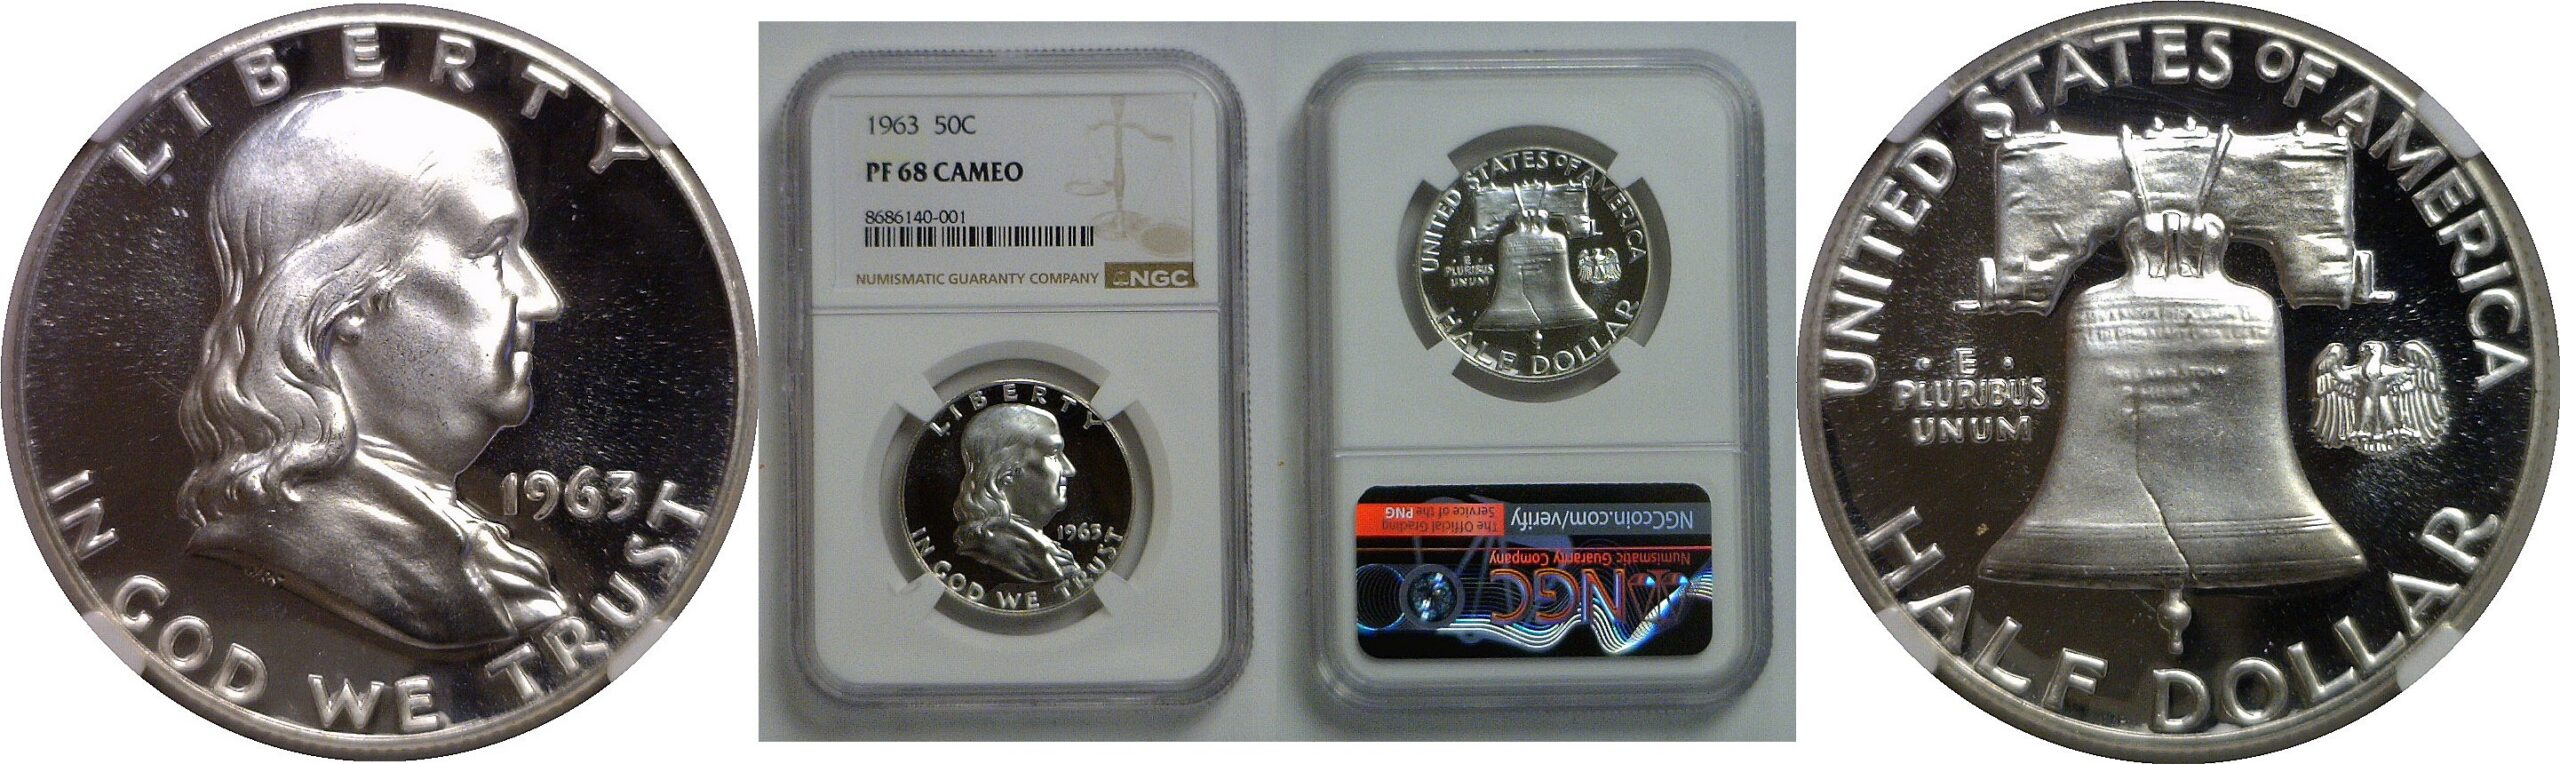 LIBERTY
1963
IN GOD WE TRUST
1963 50C
PF 68 CAMEO
8686140-001
NUMISMATIC GUARANTY COMPANY NGC
LIBERTY
1963
IN GOD WE TRUST
UNITED STATES OF AMERICA
·E·
PLURIBUS
UNUM
HALF DOLLAR
NGC
Numismatic Guaranty Company
NGCcoin.com/verify
The Official Grading
Service of the PNG
UNITED STATES OF AMERICA
·E·
PLURIBUS
UNUM
HALF DOLLAR